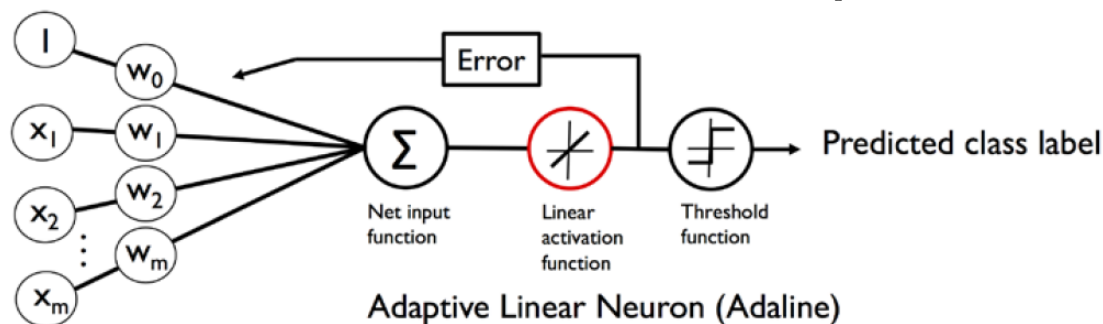 1
w0
Error
x1
w1
Σ
Predicted class label
x2
w2
Net input
function
Linear
activation
function
Threshold
function
⋮
wm
xm
Adaptive Linear Neuron (Adaline)